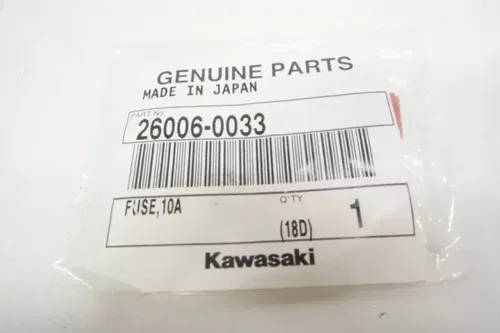 GENUINE PARTS
MADE IN JAPAN
PART No.
26006-0033
FUSE,10A
Q'TY
(18D) 1
Kawasaki